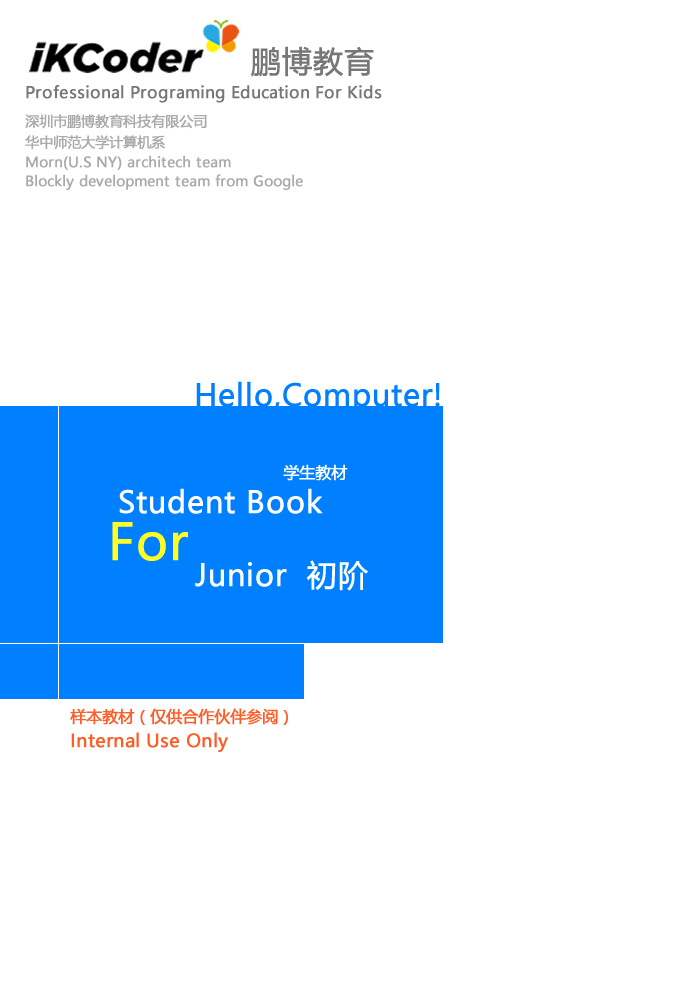 iKCoder 鹏博教育
Professional Programing Education For Kids
深圳市鹏博教育科技有限公司
华中师范大学计算机系
Morn(U.S NY) architech team
Blockly development team from Google
Hello,Computer!
学生教材
Student Book
For
Junior 初阶
样本教材（仅供合作伙伴参阅）
Internal Use Only